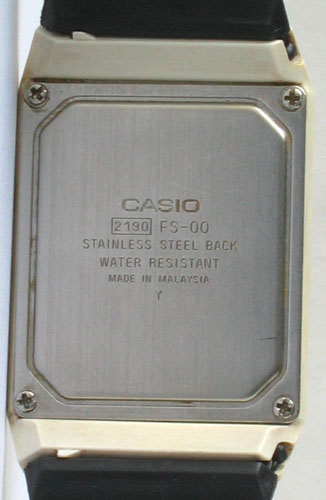 CASIO
2190 FS-00
STAINLESS STEEL BACK
WATER RESISTANT
MADE IN MALAYSIA
Y